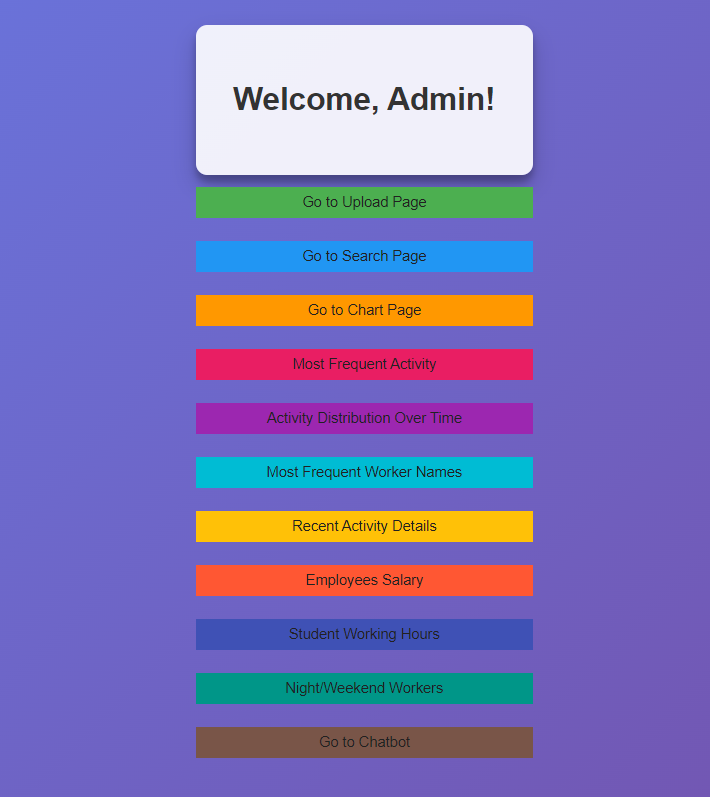 Welcome, Admin!
Go to Upload Page
Go to Search Page
Go to Chart Page
Most Frequent Activity
Activity Distribution Over Time
Most Frequent Worker Names
Recent Activity Details
Employees Salary
Student Working Hours
Night/Weekend Workers
Go to Chatbot